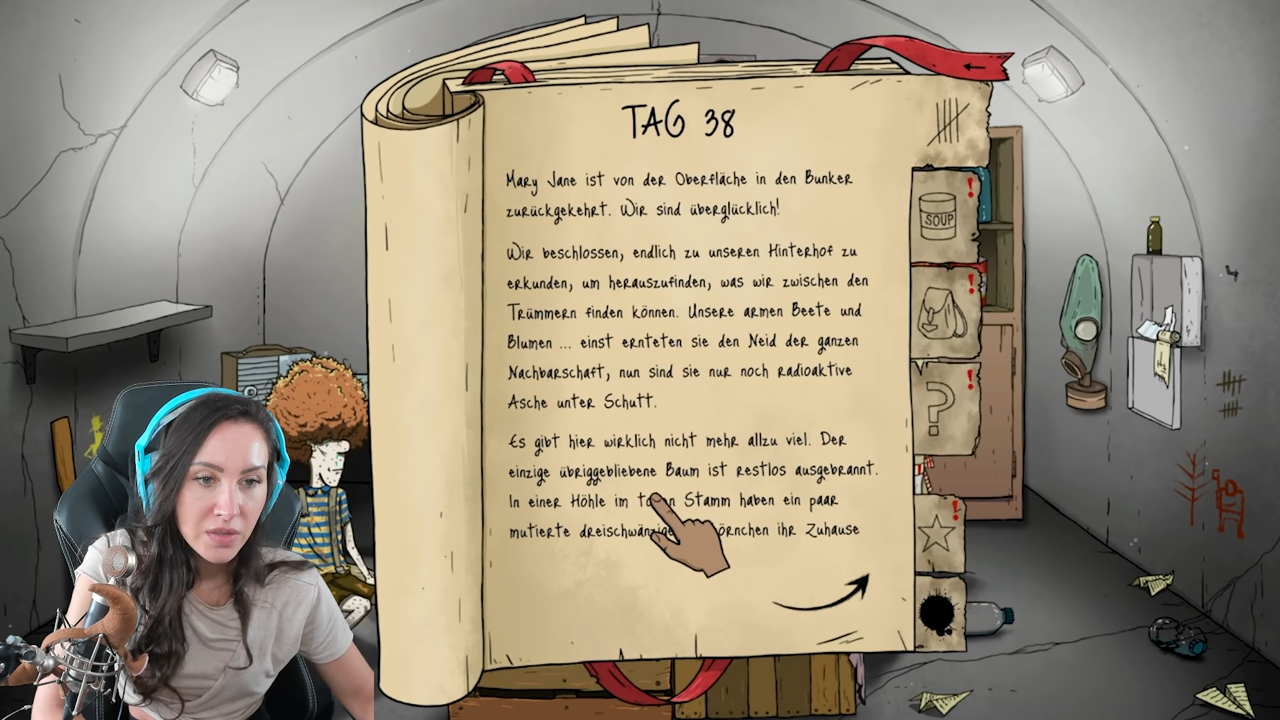 TAG 38
Mary Jane ist von der Oberfläche in den Bunker
zurückgekehrt. Wir sind überglücklich!
Wir beschlossen, endlich zu unseren Hinterhof zu
erkunden, um herauszufinden, was wir zwischen den
Trümmern finden können. Unsere armen Beete und
Blumen ... einst ernteten sie den Neid der ganzen
Nachbarschaft, nun sind sie nur noch radioaktive
Asche unter Schutt.
Es gibt hier wirklich nicht mehr allzu viel. Der
einzige übriggebliebene Baum ist restlos ausgebrannt.
In einer Höhle im Stamm haben ein paar
mutierte ihr Zuhause
SOUP
!
!
!
?
!